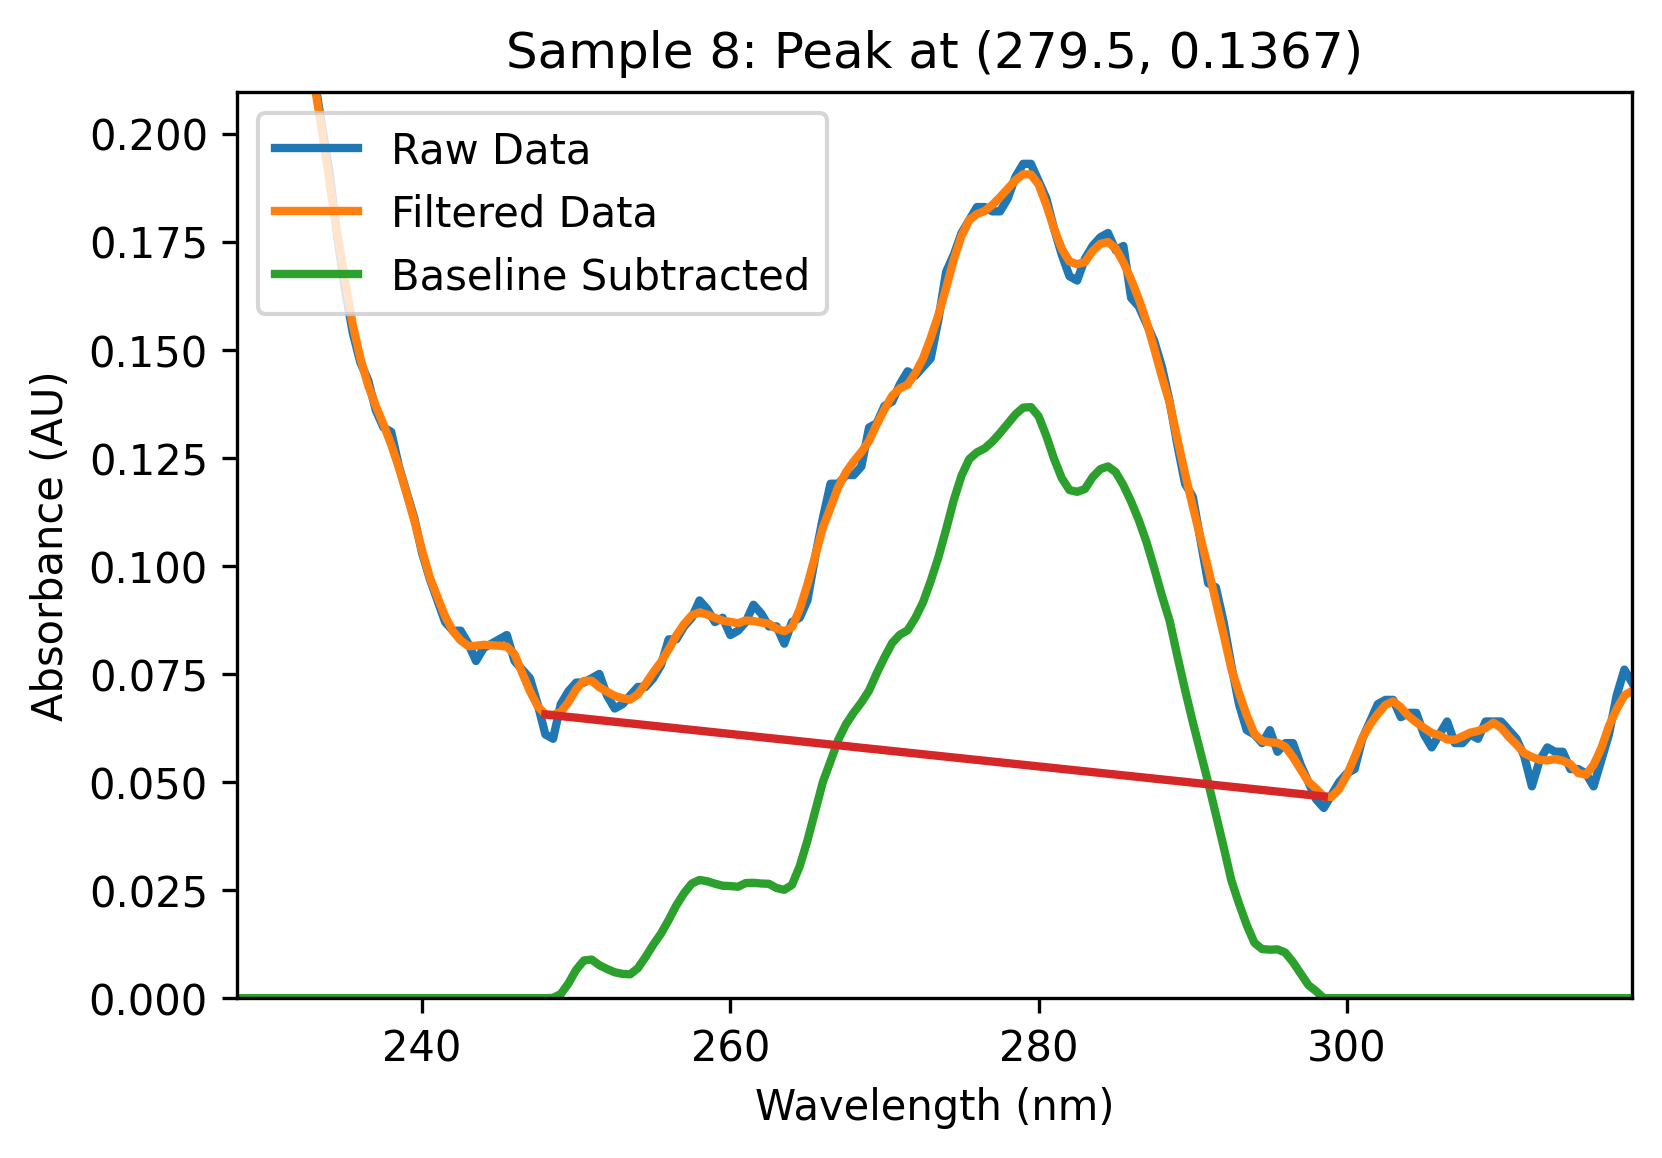 Sample 8: Peak at (279.5, 0.1367)
Raw Data
Filtered Data
Baseline Subtracted
Absorbance (AU)
0.200
0.175
0.150
0.125
0.100
0.075
0.050
0.025
0.000
240 260 280 300
Wavelength (nm)